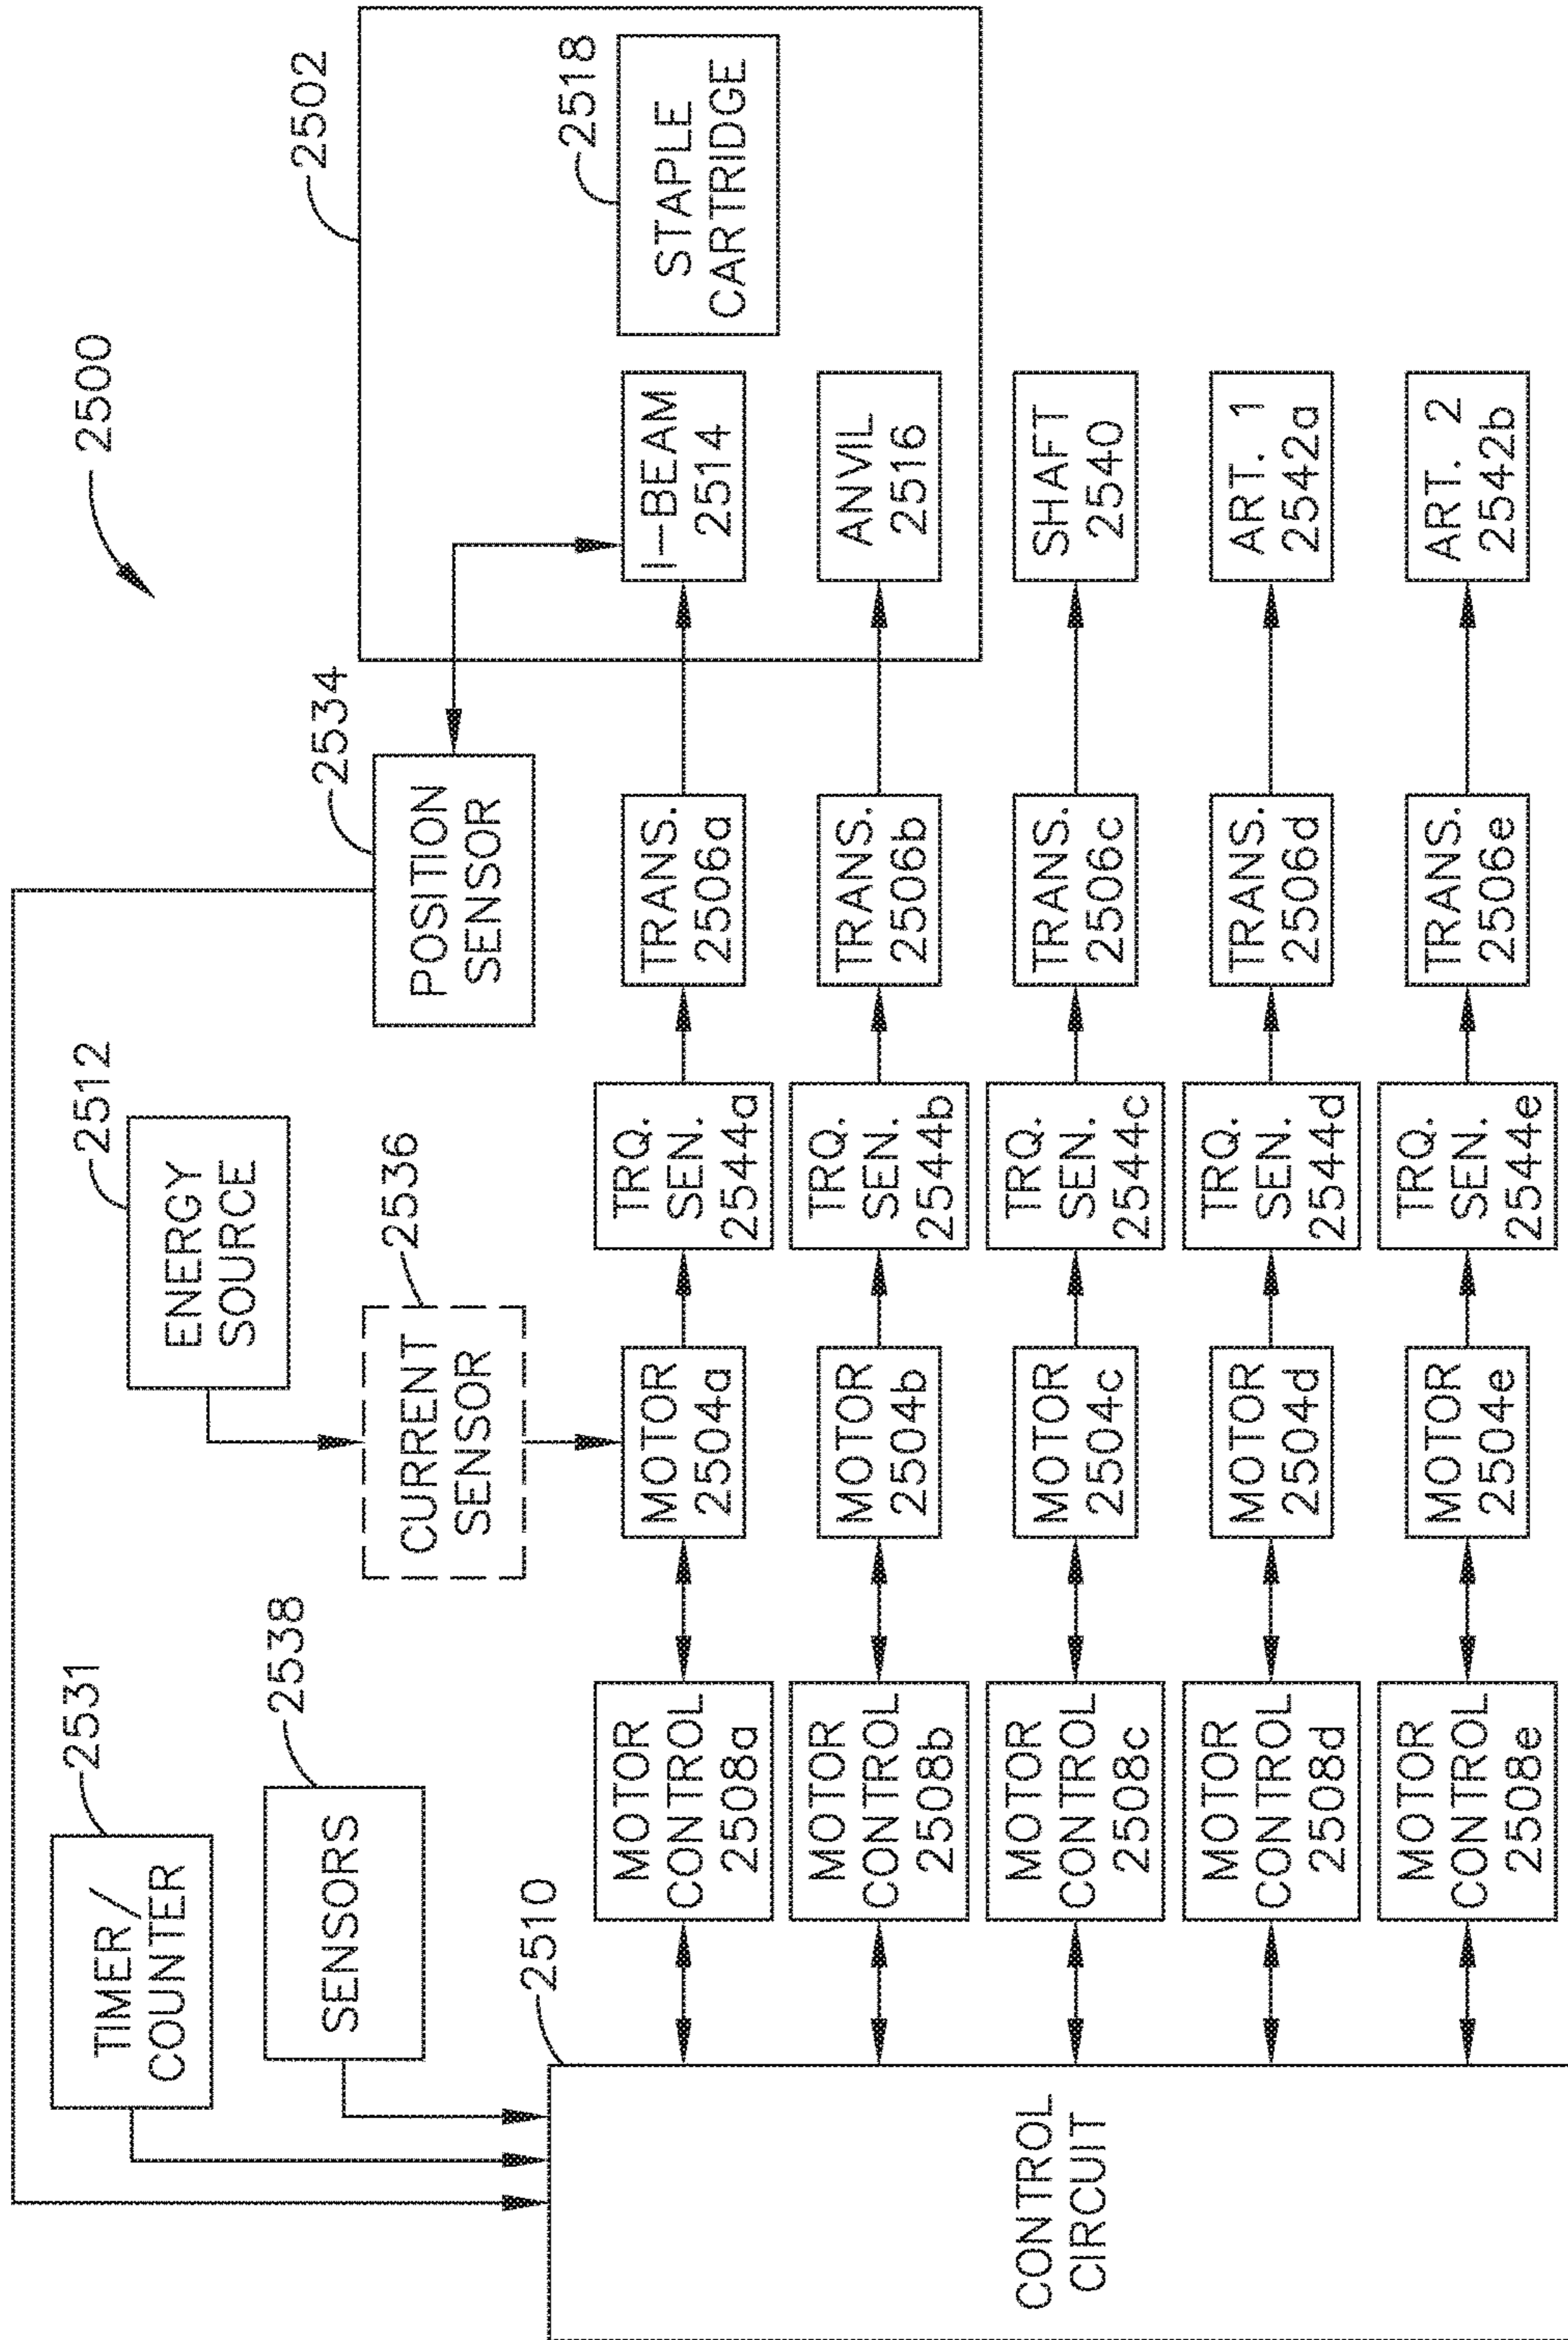 2500
2502
2518
STAPLE
CARTRIDGE
2531
TIMER/
COUNTER
2538
SENSORS
2512
ENERGY
SOURCE
2536
CURRENT
SENSOR
2534
POSITION
SENSOR
2510
CONTROL
CIRCUIT
MOTOR
CONTROL
2508a
MOTOR
2504a
TRQ.
SEN.
2544a
TRANS.
2506a
I-BEAM
2514
MOTOR
CONTROL
2508b
MOTOR
2504b
TRQ.
SEN.
2544b
TRANS.
2506b
ANVIL
2516
MOTOR
CONTROL
2508c
MOTOR
2504c
TRQ.
SEN.
2544c
TRANS.
2506c
SHAFT
2540
MOTOR
CONTROL
2508d
MOTOR
2504d
TRQ.
SEN.
2544d
TRANS.
2506d
ART. 1
2542a
MOTOR
CONTROL
2508e
MOTOR
2504e
TRQ.
SEN.
2544e
TRANS.
2506e
ART. 2
2542b